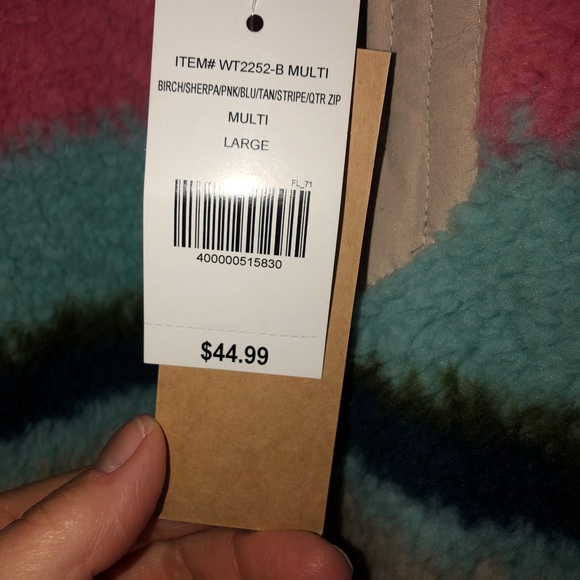 ITEM# WT2252-B MULTI
BIRCH/SHERPA/PNK/BLU/TAN/STRIPE/QTR ZIP
MULTI
LARGE
FL_71
400000515830
$44.99